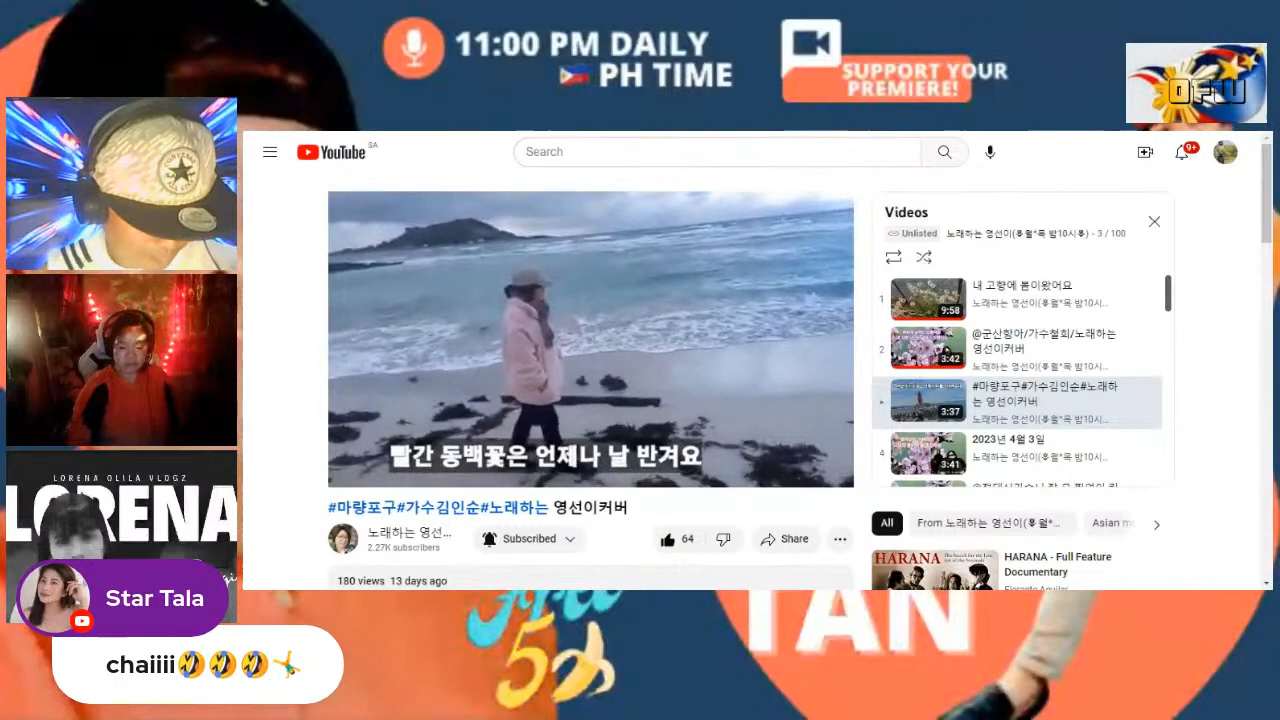 11:00 PM DAILY
PH TIME
SUPPORT YOUR
PREMIERE!
OFW
YouTube SA
Search
9+
빨간 동백꽃은 언제나 날 반겨요
#마량포구#가수김인순#노래하는 영선이커버
노래하는 영선...
2.27K subscribers
Subscribed
64
Share
180 views 13 days ago
Videos
Unlisted 노래하는 영선이(🌷월*목 밤10시🌷) - 3 / 100
1
9:58
내 고향에 봄이왔어요
노래하는 영선이(🌷월*목 밤10시...
2
3:42
@군산항아/가수철희/노래하는
영선이커버
노래하는 영선이(🌷월*목 밤10시...
3:37
#마량포구#가수김인순#노래하
는 영선이커버
노래하는 영선이(🌷월*목 밤10시...
4
3:41
2023년 4월 3일
노래하는 영선이(🌷월*목 밤10시...
All
From 노래하는 영선이(🌷월*...
Asian
HARANA
HARANA - Full Feature
Documentary
Florante Aguilar
LORENA OLILA VLOGZ
LORENA
Star Tala
chaiiii🤣🤣🤣🤸‍♂️
TAN